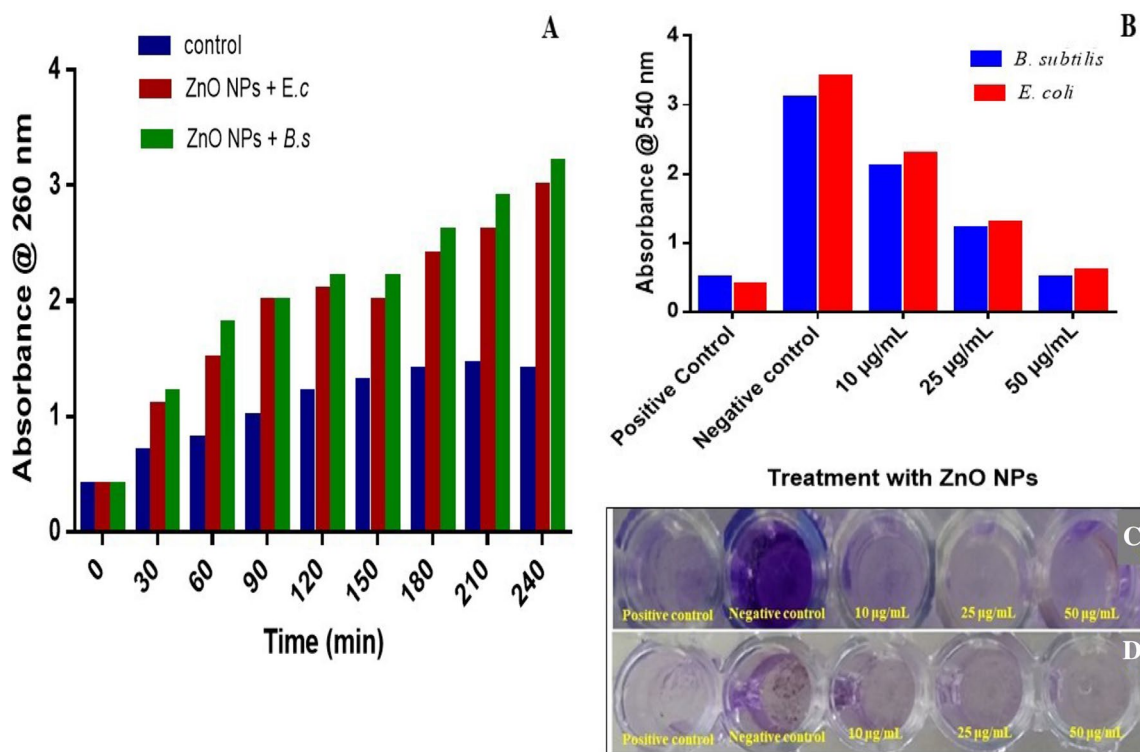 A
control
ZnO NPs + E.c
ZnO NPs + B.s
Absorbance @ 260 nm
4
3
2
1
0
0 30 60 90 120 150 180 210 240
Time (min)
B
B. subtilis
E. coli
Absorbance @ 540 nm
4
3
2
1
0
Positive Control
Negative control
10 µg/mL
25 µg/mL
50 µg/mL
Treatment with ZnO NPs
C
Positive control Negative control 10 µg/mL 25 µg/mL 50 µg/mL
D
Positive control Negative control 10 µg/mL 25 µg/mL 50 µg/mL